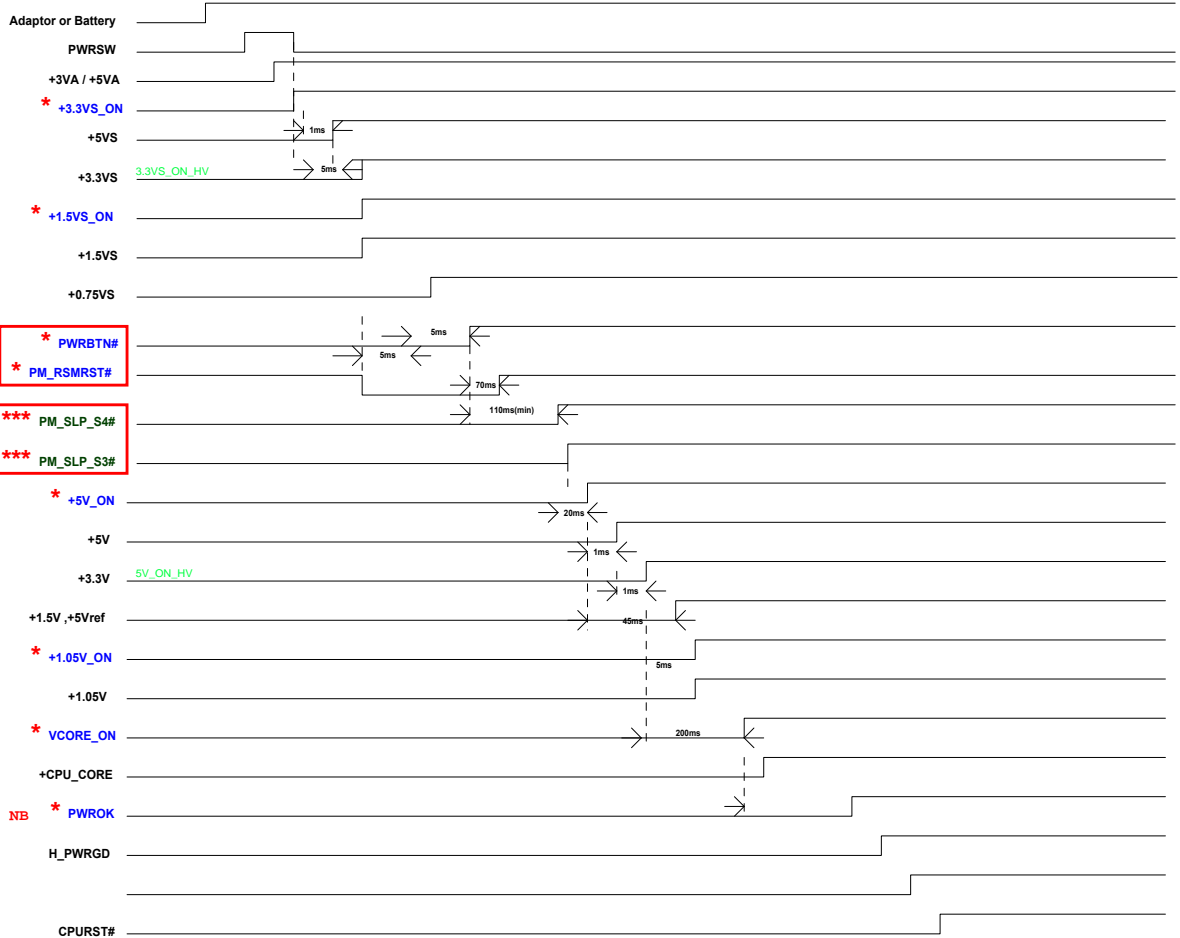 Adaptor or Battery
PWRSW
+3VA / +5VA
* +3.3VS_ON
1ms
+5VS
+3.3VS
3.3VS_ON_HV
5ms
* +1.5VS_ON
+1.5VS
+0.75VS
5ms
* PWRBTN#
5ms
* PM_RSMRST#
70ms
110ms(min)
*** PM_SLP_S4#
*** PM_SLP_S3#
* +5V_ON
20ms
+5V
1ms
+3.3V
5V_ON_HV
1ms
+1.5V ,+5Vref
45ms
* +1.05V_ON
5ms
+1.05V
* VCORE_ON
200ms
+CPU_CORE
NB * PWROK
H_PWRGD
CPURST#